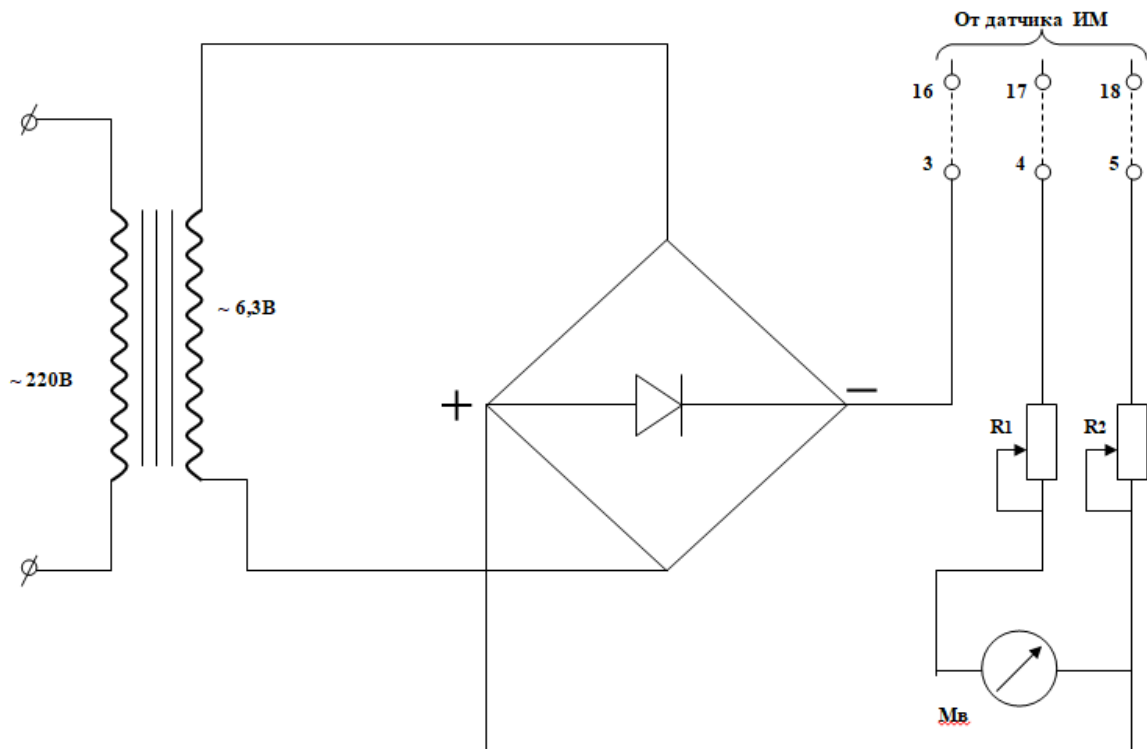 От датчика ИМ
16 17 18
3 4 5
~ 6,3В
~ 220В
+ −
R1 R2
Мв